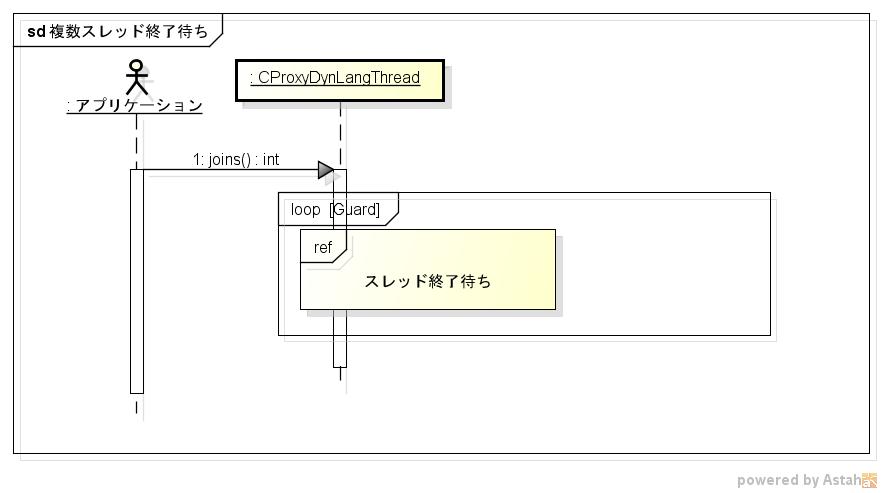 sd 複数スレッド終了待ち
: アプリケーション
: CProxyDynLangThread
1: joins() : int
loop [Guard]
ref
スレッド終了待ち
powered by Astah